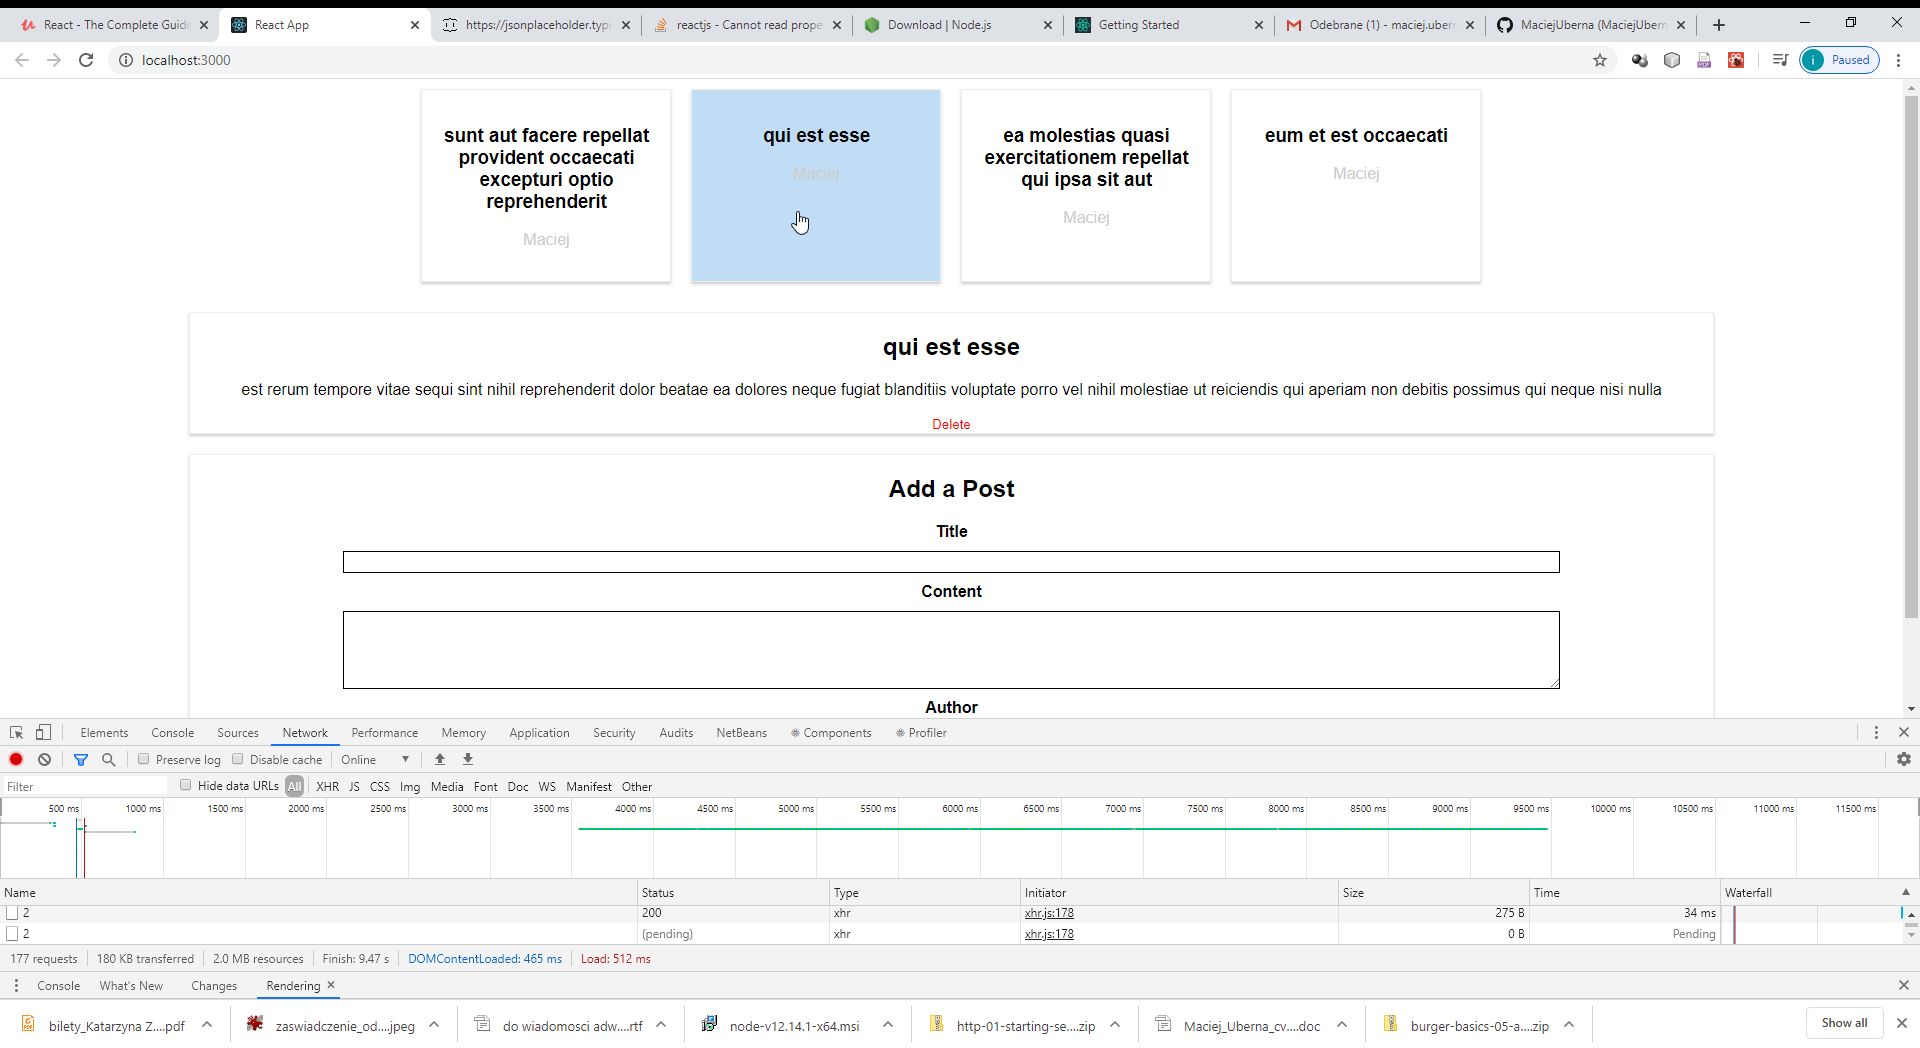 React - The Complete Guide
React App
https://jsonplaceholder.typi
reactjs - Cannot read prope
Download | Node.js
Getting Started
Odebrane (1) - maciej.ubern
MaciejUberna (MaciejUbern
localhost:3000
i Paused
sunt aut facere repellat
provident occaecati
excepturi optio
reprehenderit
Maciej
qui est esse
Maciej
ea molestias quasi
exercitationem repellat
qui ipsa sit aut
Maciej
eum et est occaecati
Maciej
qui est esse
est rerum tempore vitae sequi sint nihil reprehenderit dolor beatae ea dolores neque fugiat blanditiis voluptate porro vel nihil molestiae ut reiciendis qui aperiam non debitis possimus qui neque nisi nulla
Delete
Add a Post
Title
Content
Author
Elements Console Sources Network Performance Memory Application Security Audits NetBeans Components Profiler
Preserve log Disable cache Online
Filter Hide data URLs All XHR JS CSS Img Media Font Doc WS Manifest Other
500 ms 1000 ms 1500 ms 2000 ms 2500 ms 3000 ms 3500 ms 4000 ms 4500 ms 5000 ms 5500 ms 6000 ms 6500 ms 7000 ms 7500 ms 8000 ms 8500 ms 9000 ms 9500 ms 10000 ms 10500 ms 11000 ms 11500 ms
Name Status Type Initiator Size Time Waterfall
2 200 xhr xhr.js:178 275 B 34 ms
2 (pending) xhr xhr.js:178 0 B Pending
177 requests 180 KB transferred 2.0 MB resources Finish: 9.47 s DOMContentLoaded: 465 ms Load: 512 ms
Console What's New Changes Rendering
bilety_Katarzyna Z....pdf
zaswiadczenie_od....jpeg
do wiadomosci adw....rtf
node-v12.14.1-x64.msi
http-01-starting-se....zip
Maciej_Uberna_cv....doc
burger-basics-05-a....zip
Show all